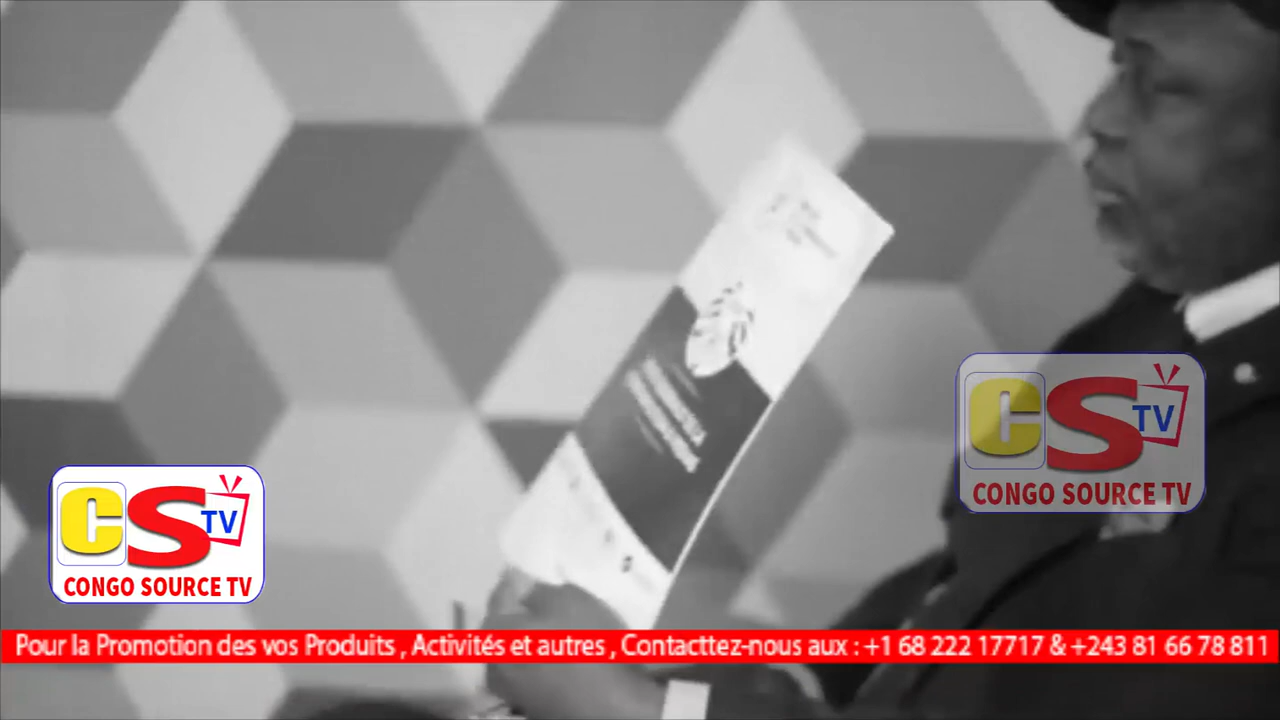 CS TV
CONGO SOURCE TV
CS TV
CONGO SOURCE TV
Pour la Promotion des vos Produits , Activités et autres , Contacttez-nous aux : +1 68 222 17717 & +243 81 66 78 811